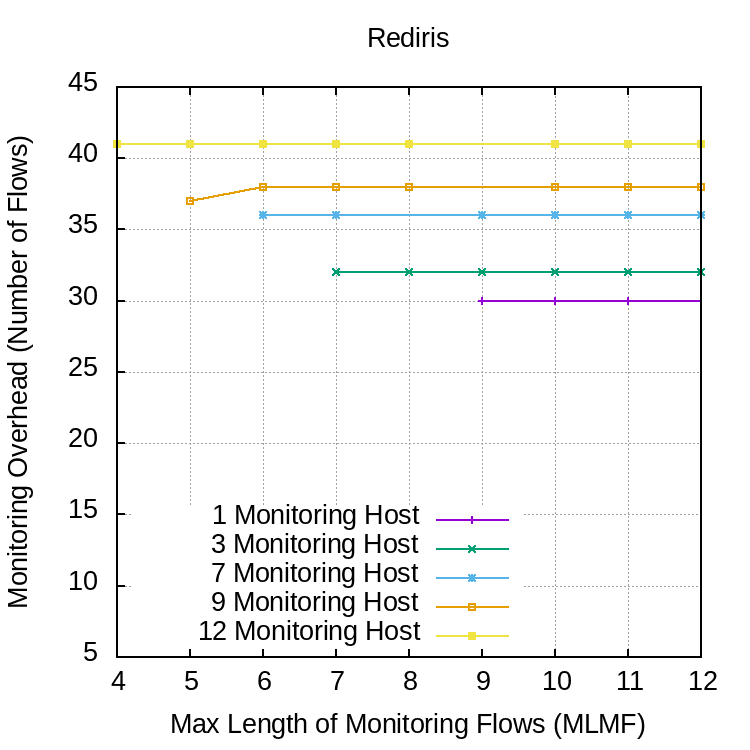 Rediris
Monitoring Overhead (Number of Flows)
45
40
35
30
25
20
15
10
5
1 Monitoring Host
3 Monitoring Host
7 Monitoring Host
9 Monitoring Host
12 Monitoring Host
4 5 6 7 8 9 10 11 12
Max Length of Monitoring Flows (MLMF)